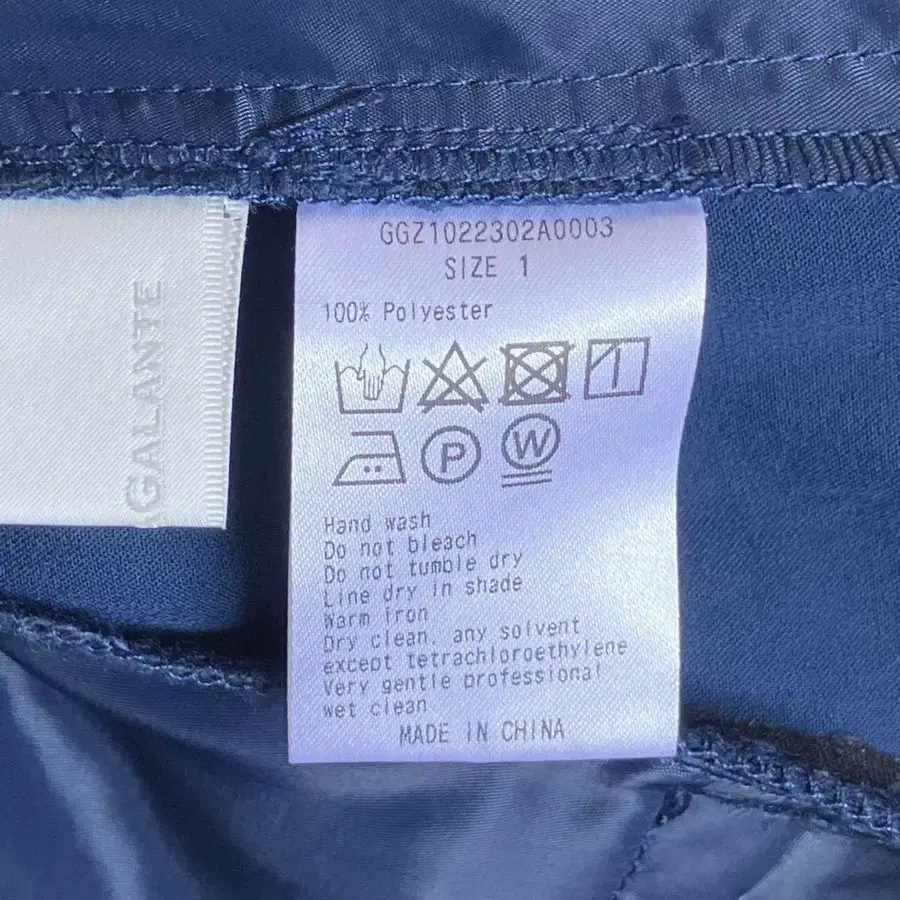 GALANTE
GGZ1022302A0003
SIZE 1
100% Polyester
P
W
Hand wash
Do not bleach
Do not tumble dry
Line dry in shade
Warm iron
Dry clean. any solvent
except tetrachloroethylene
Very gentle professional
wet clean
MADE IN CHINA